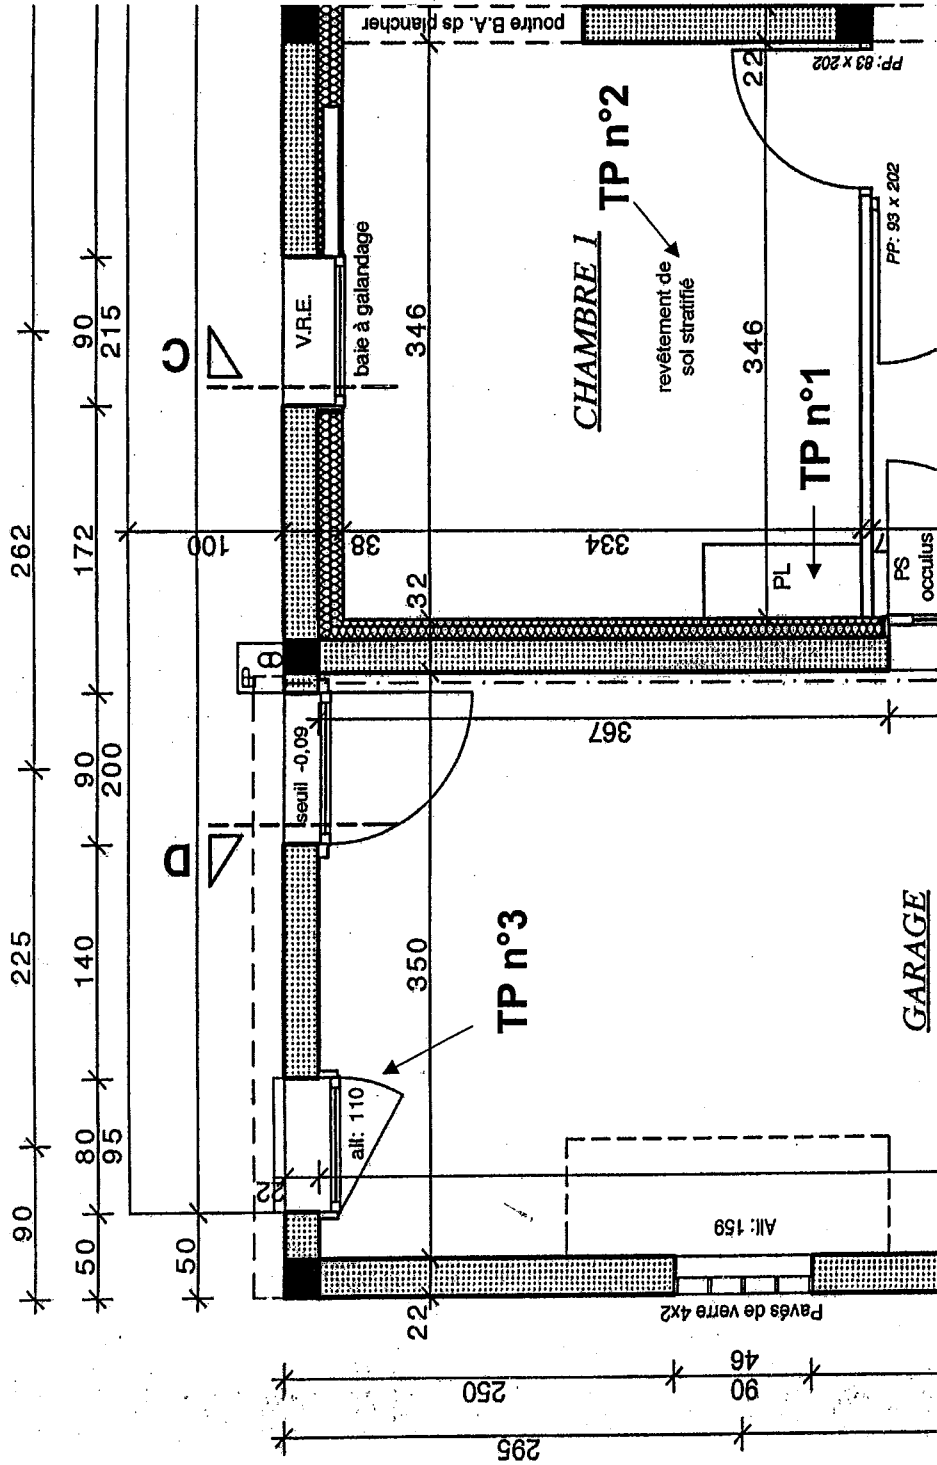 poutre B.A. ds plancher
22
PP: 83 x 202
TP n°2
PP: 93 x 202
CHAMBRE 1
revêtement de
sol stratifié
346
346
TP n°1
baie à galandage
V.R.E.
90
215
C
262
172
100
38
334
7
32
PL
PS
occulus
EP
seuil -0,09
90
200
D
367
225
140
350
TP n°3
GARAGE
all: 110
22
80
95
90
50
50
All: 159
22
Pavés de verre 4x2
250
46
90
295